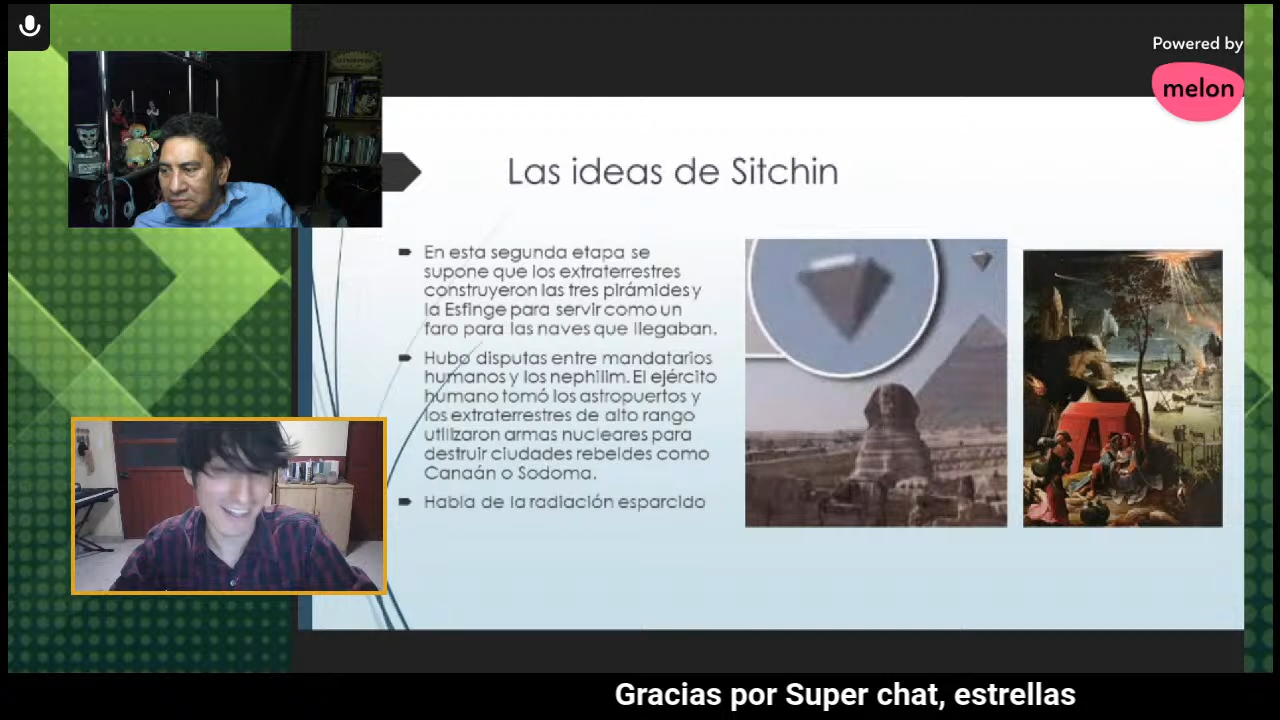 Powered by
melon
Las ideas de Sitchin
En esta segunda etapa se
supone que los extraterrestres
construyeron las tres pirámides y
la Esfinge para servir como un
faro para las naves que llegaban.
Hubo disputas entre mandatarios
humanos y los nephilim. El ejército
humano tomó los astropuertos y
los extraterrestres de alto rango
utilizaron armas nucleares para
destruir ciudades rebeldes como
Canaán o Sodoma.
Habla de la radiación esparcido
Gracias por Super chat, estrellas